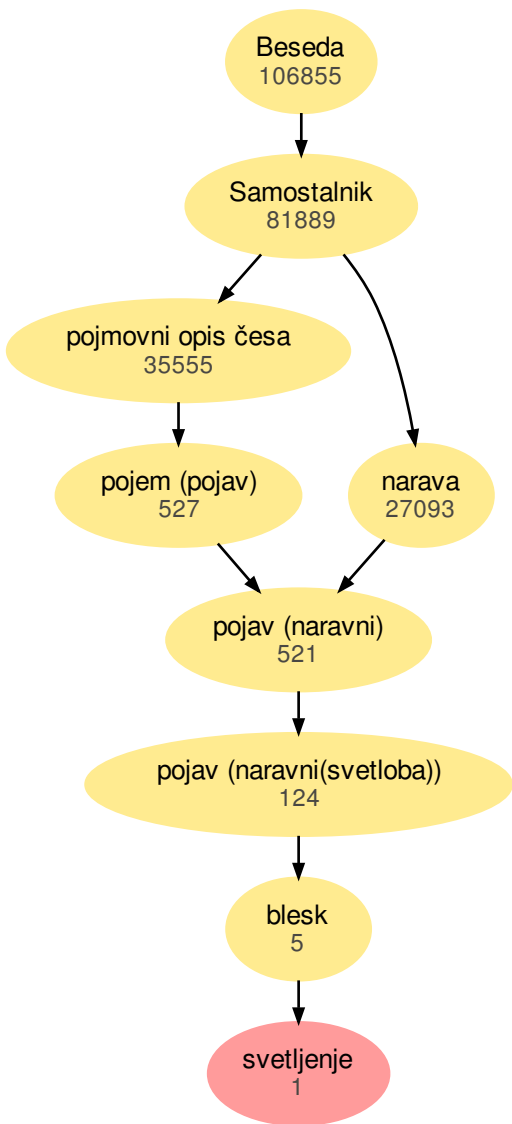 Beseda
106855
Samostalnik
81889
pojmovni opis česa
35555
pojem (pojav)
527
narava
27093
pojav (naravni)
521
pojav (naravni(svetloba))
124
blesk
5
svetljenje
1